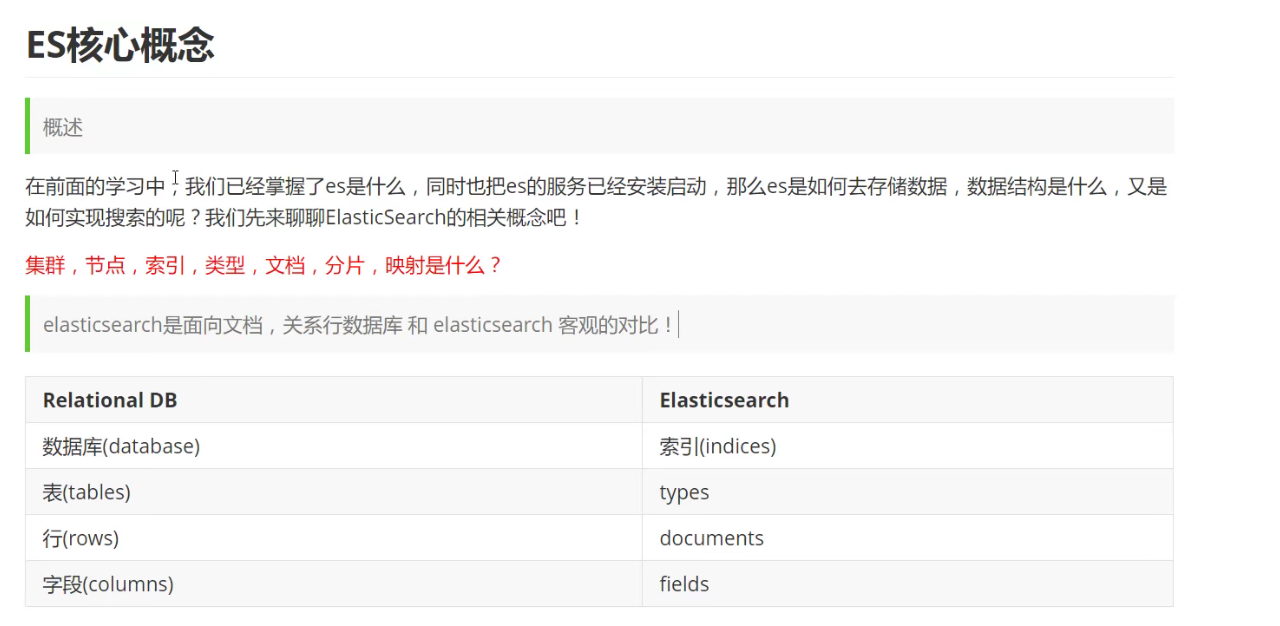 ES核心概念
概述
在前面的学习中，我们已经掌握了es是什么，同时也把es的服务已经安装启动，那么es是如何去存储数据，数据结构是什么，又是
如何实现搜索的呢？我们先来聊聊ElasticSearch的相关概念吧！
集群，节点，索引，类型，文档，分片，映射是什么？
elasticsearch是面向文档，关系行数据库 和 elasticsearch 客观的对比！
Relational DB Elasticsearch
数据库(database) 索引(indices)
表(tables) types
行(rows) documents
字段(columns) fields